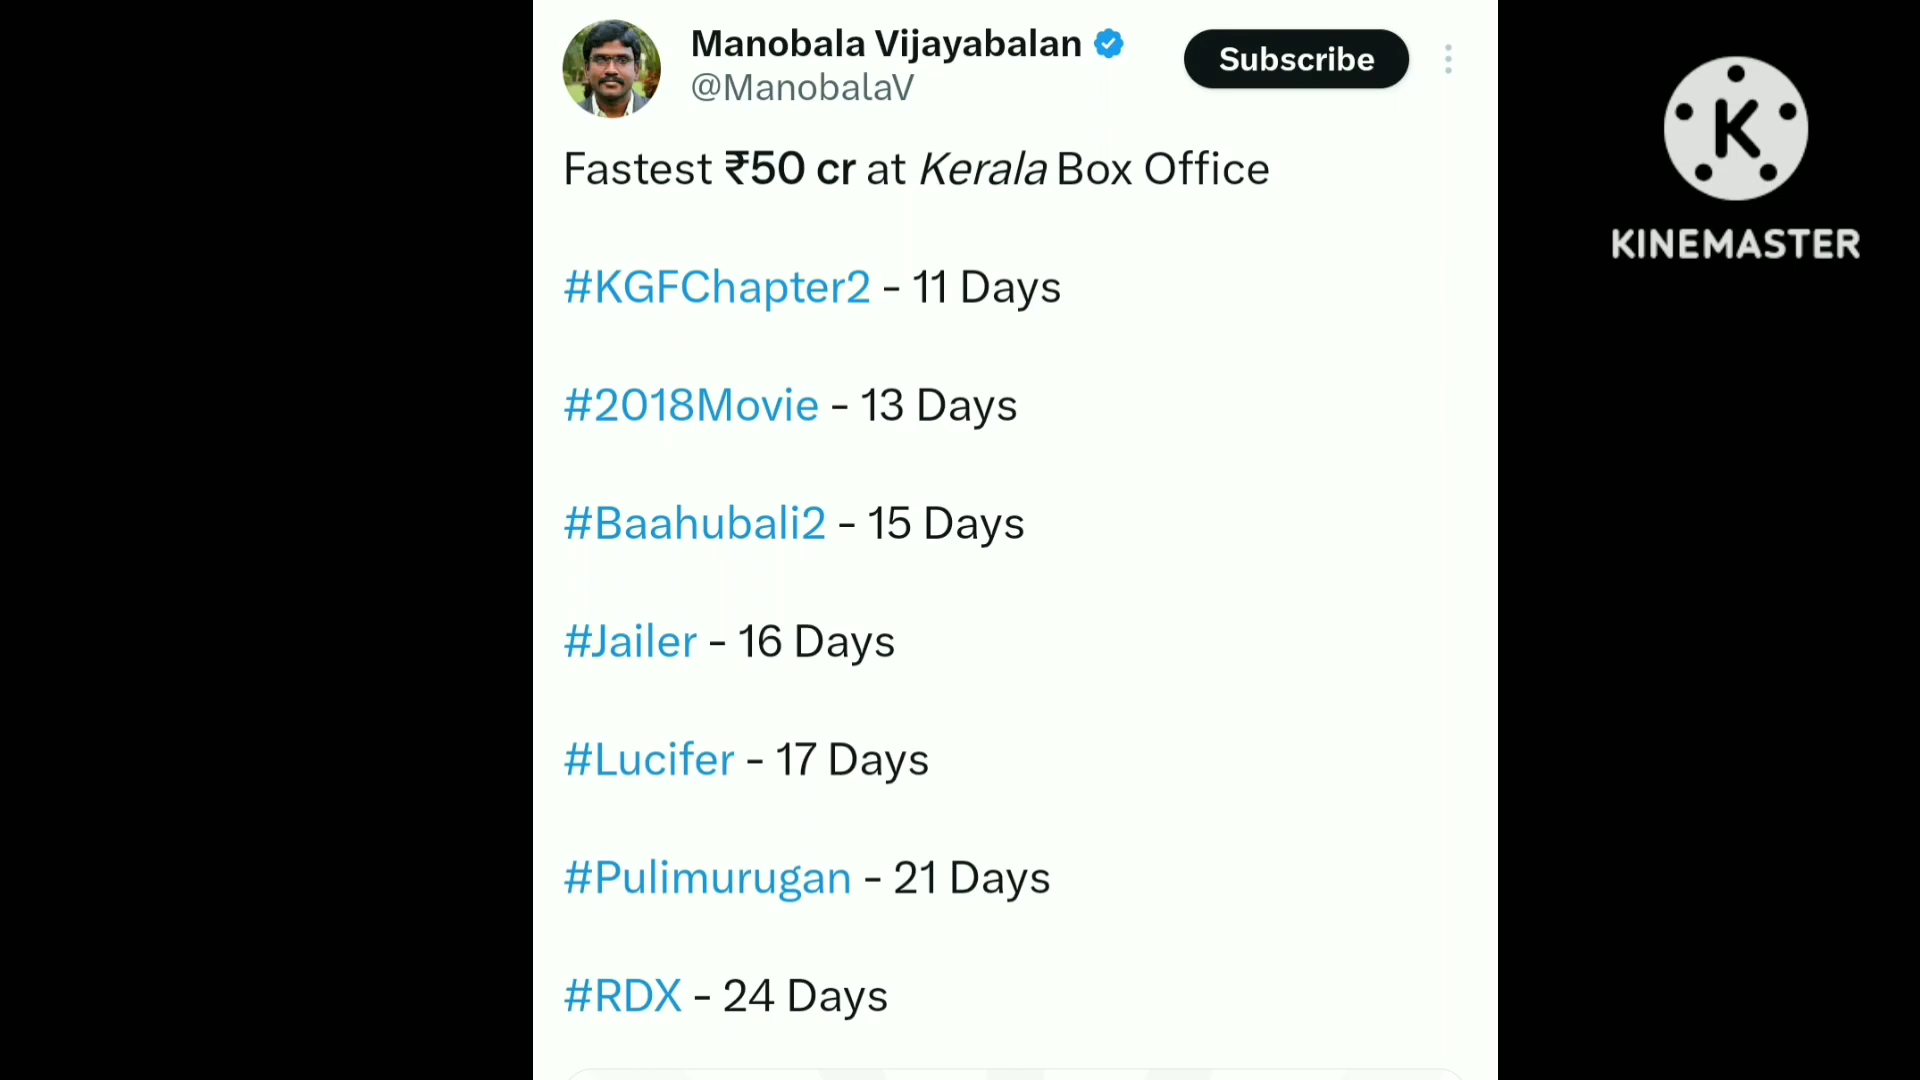 Manobala Vijayabalan
@ManobalaV
Subscribe
Fastest ₹50 cr at Kerala Box Office
#KGFChapter2 - 11 Days
#2018Movie - 13 Days
#Baahubali2 - 15 Days
#Jailer - 16 Days
#Lucifer - 17 Days
#Pulimurugan - 21 Days
#RDX - 24 Days
K
KINEMASTER